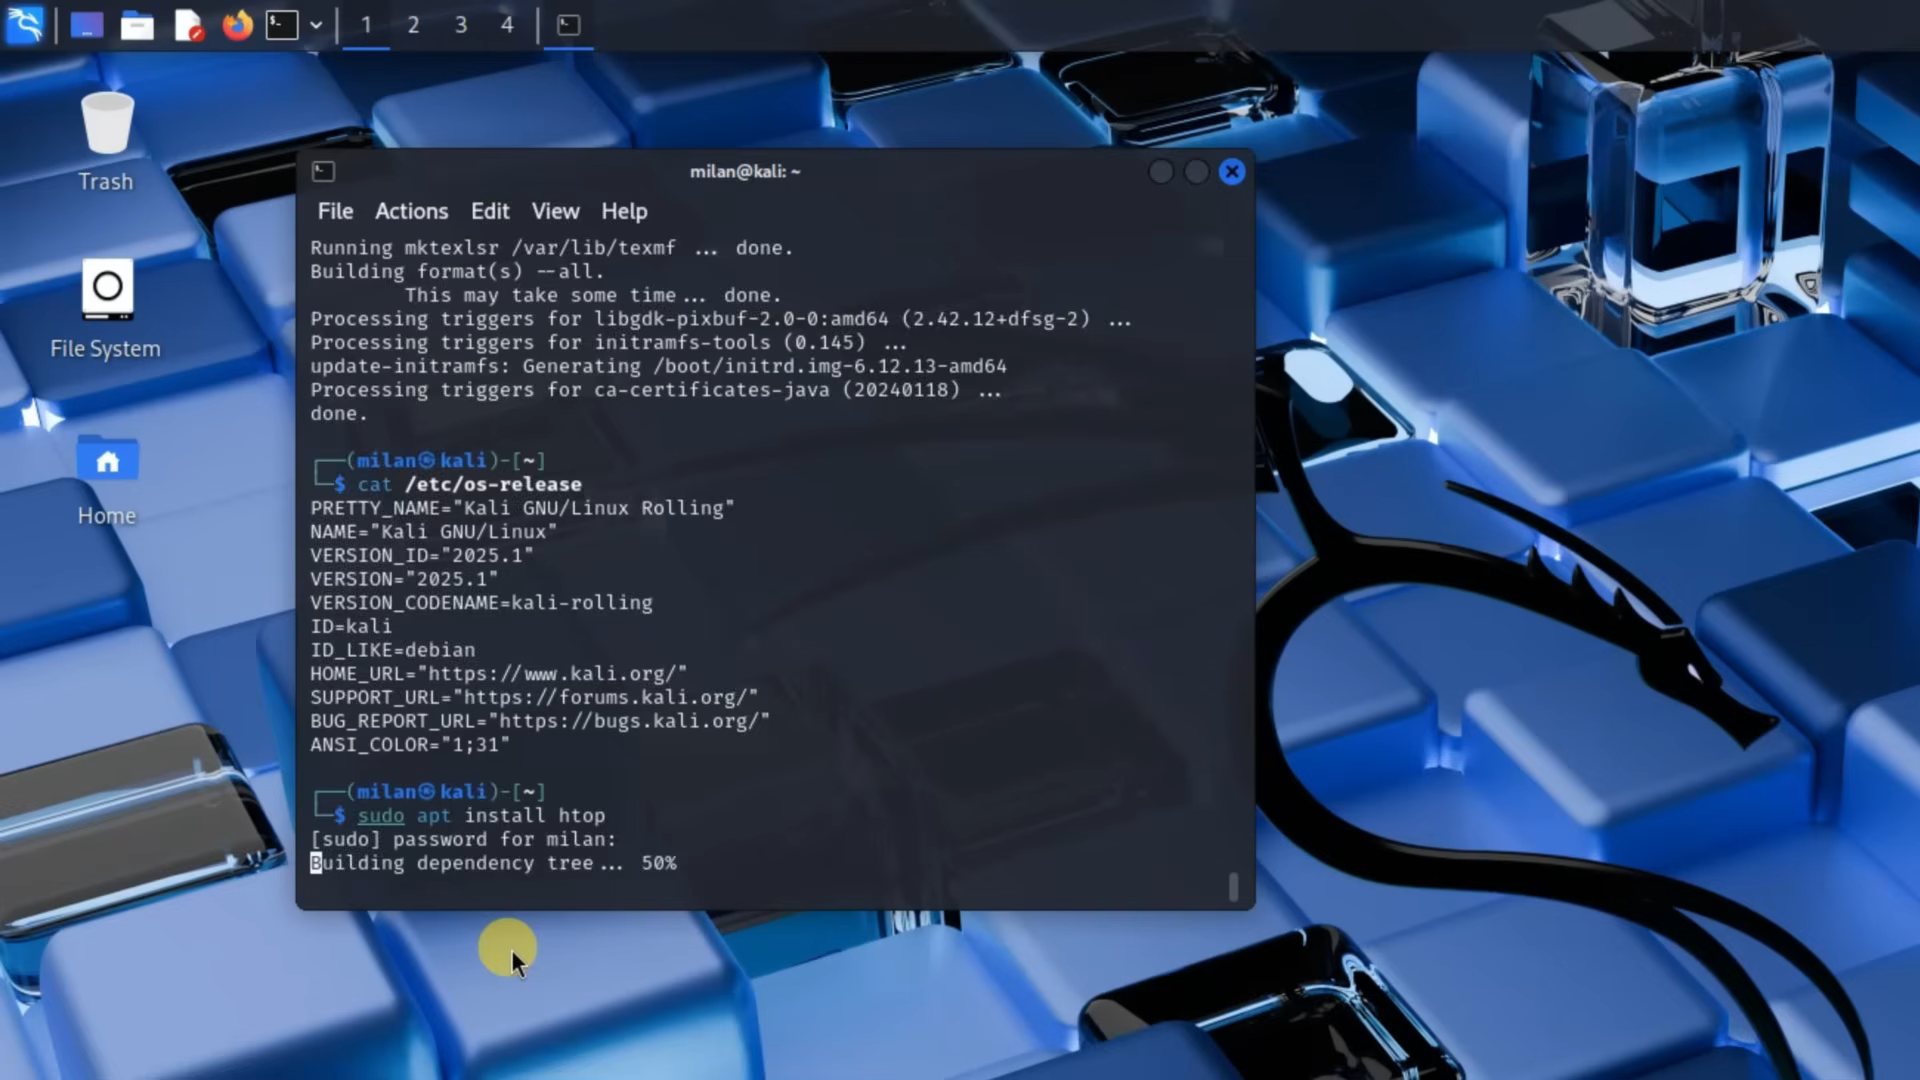 1 2 3 4
Trash
File System
Home
milan@kali: ~
File Actions Edit View Help
Running mktexlsr /var/lib/texmf ... done.
Building format(s) --all.
This may take some time... done.
Processing triggers for libgdk-pixbuf-2.0-0:amd64 (2.42.12+dfsg-2) ...
Processing triggers for initramfs-tools (0.145) ...
update-initramfs: Generating /boot/initrd.img-6.12.13-amd64
Processing triggers for ca-certificates-java (20240118) ...
done.
┌──(milan㉿kali)-[~]
└─$ cat /etc/os-release
PRETTY_NAME="Kali GNU/Linux Rolling"
NAME="Kali GNU/Linux"
VERSION_ID="2025.1"
VERSION="2025.1"
VERSION_CODENAME=kali-rolling
ID=kali
ID_LIKE=debian
HOME_URL="https://www.kali.org/"
SUPPORT_URL="https://forums.kali.org/"
BUG_REPORT_URL="https://bugs.kali.org/"
ANSI_COLOR="1;31"
┌──(milan㉿kali)-[~]
└─$ sudo apt install htop
[sudo] password for milan:
Building dependency tree... 50%